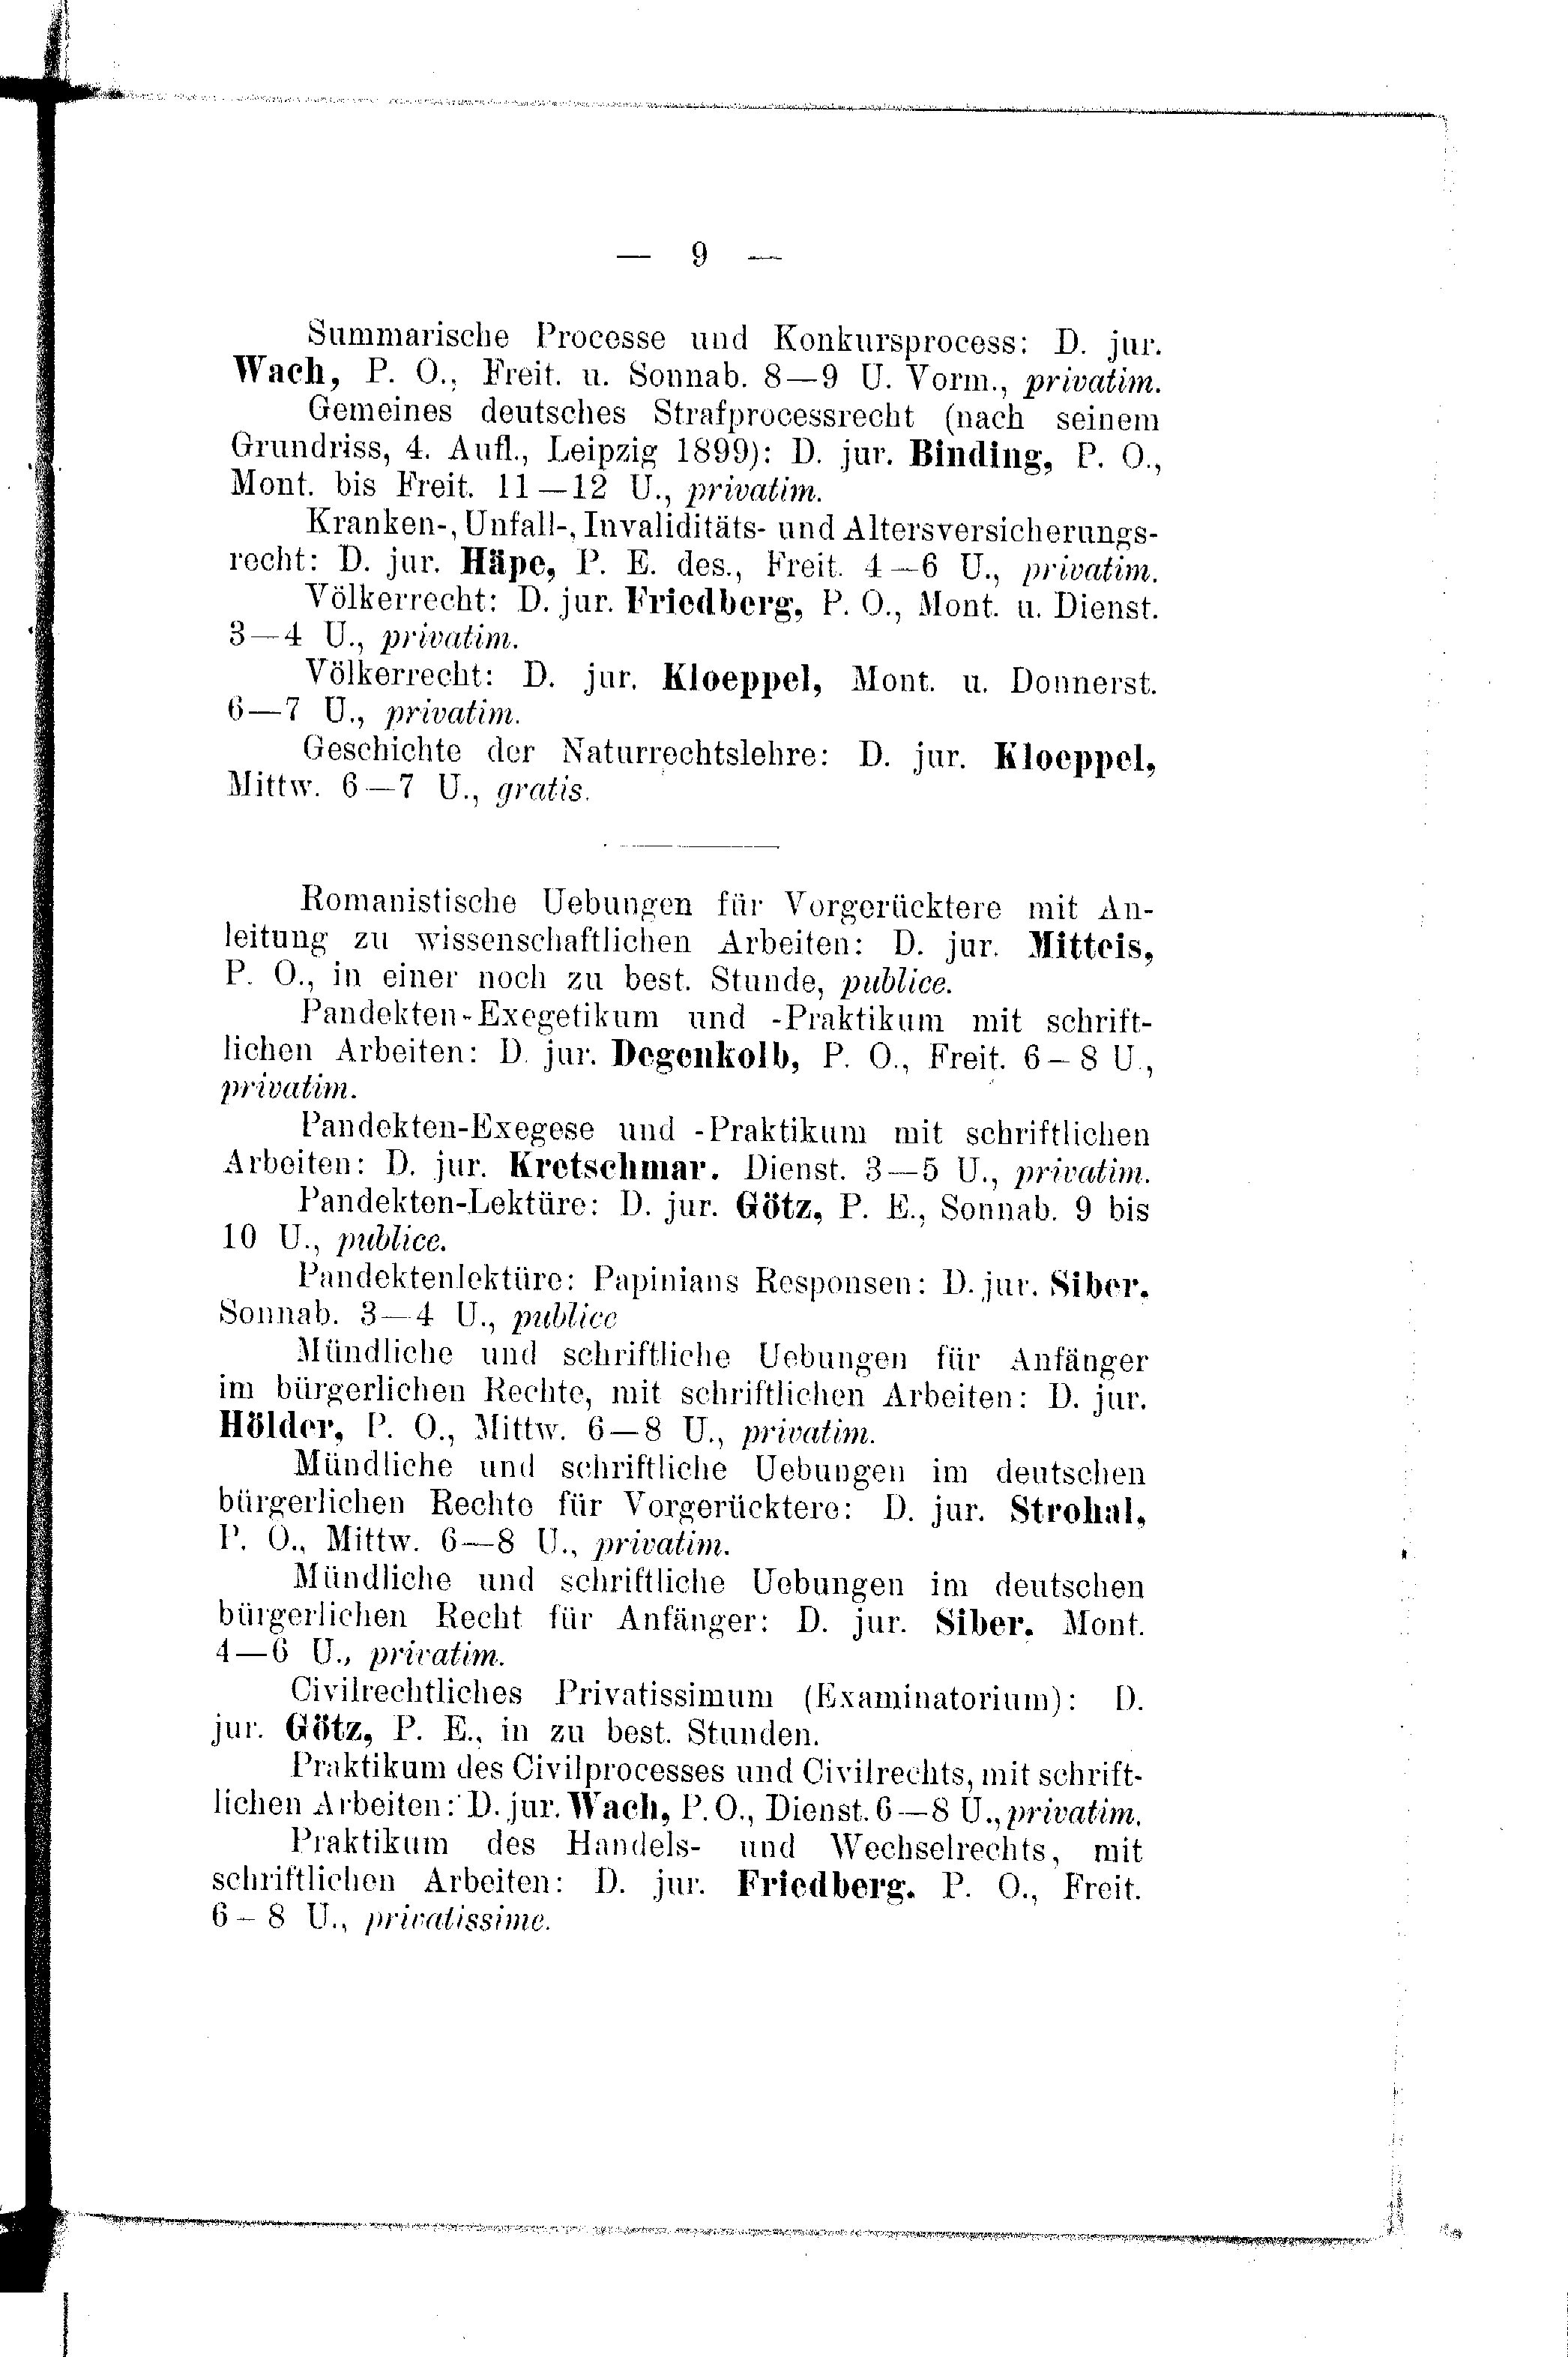 — 9 —
Summarische Processe und Konkursprocess: D. jur.
Wach, P. O., Freit. u. Sonnab. 8—9 U. Vorm., privatim.
Gemeines deutsches Strafprocessrecht (nach seinem
Grundriss, 4. Aufl., Leipzig 1899): D. jur. Binding, P. O.,
Mont. bis Freit. 11—12 U., privatim.
Kranken-, Unfall-, Invaliditäts- und Altersversicherungs-
recht: D. jur. Häpe, P. E. des., Freit. 4—6 U., privatim.
Völkerrecht: D. jur. Friedberg, P. O., Mont. u. Dienst.
3—4 U., privatim.
Völkerrecht: D. jur. Kloeppel, Mont. u. Donnerst.
6—7 U., privatim.
Geschichte der Naturrechtslehre: D. jur. Kloeppel,
Mittw. 6—7 U., gratis.
Romanistische Uebungen für Vorgerücktere mit An-
leitung zu wissenschaftlichen Arbeiten: D. jur. Mitteis,
P. O., in einer noch zu best. Stunde, publice.
Pandekten-Exegetikum und -Praktikum mit schrift-
lichen Arbeiten: D. jur. Degenkolb, P. O., Freit. 6—8 U.,
privatim.
Pandekten-Exegese und -Praktikum mit schriftlichen
Arbeiten: D. jur. Kretschmar. Dienst. 3—5 U., privatim.
Pandekten-Lektüre: D. jur. Götz, P. E., Sonnab. 9 bis
10 U., publice.
Pandektenlektüre: Papinians Responsen: D. jur. Siber.
Sonnab. 3—4 U., publice
Mündliche und schriftliche Uebungen für Anfänger
im bürgerlichen Rechte, mit schriftlichen Arbeiten: D. jur.
Hölder, P. O., Mittw. 6—8 U., privatim.
Mündliche und schriftliche Uebungen im deutschen
bürgerlichen Rechte für Vorgerücktere: D. jur. Strohal,
P. O., Mittw. 6—8 U., privatim.
Mündliche und schriftliche Uebungen im deutschen
bürgerlichen Recht für Anfänger: D. jur. Siber. Mont.
4—6 U., privatim.
Civilrechtliches Privatissimum (Examinatorium): D.
jur. Götz, P. E., in zu best. Stunden.
Praktikum des Civilprocesses und Civilrechts, mit schrift-
lichen Arbeiten: D. jur. Wach, P. O., Dienst. 6—8 U., privatim.
Praktikum des Handels- und Wechselrechts, mit
schriftlichen Arbeiten: D. jur. Friedberg. P. O., Freit.
6—8 U., privatissime.